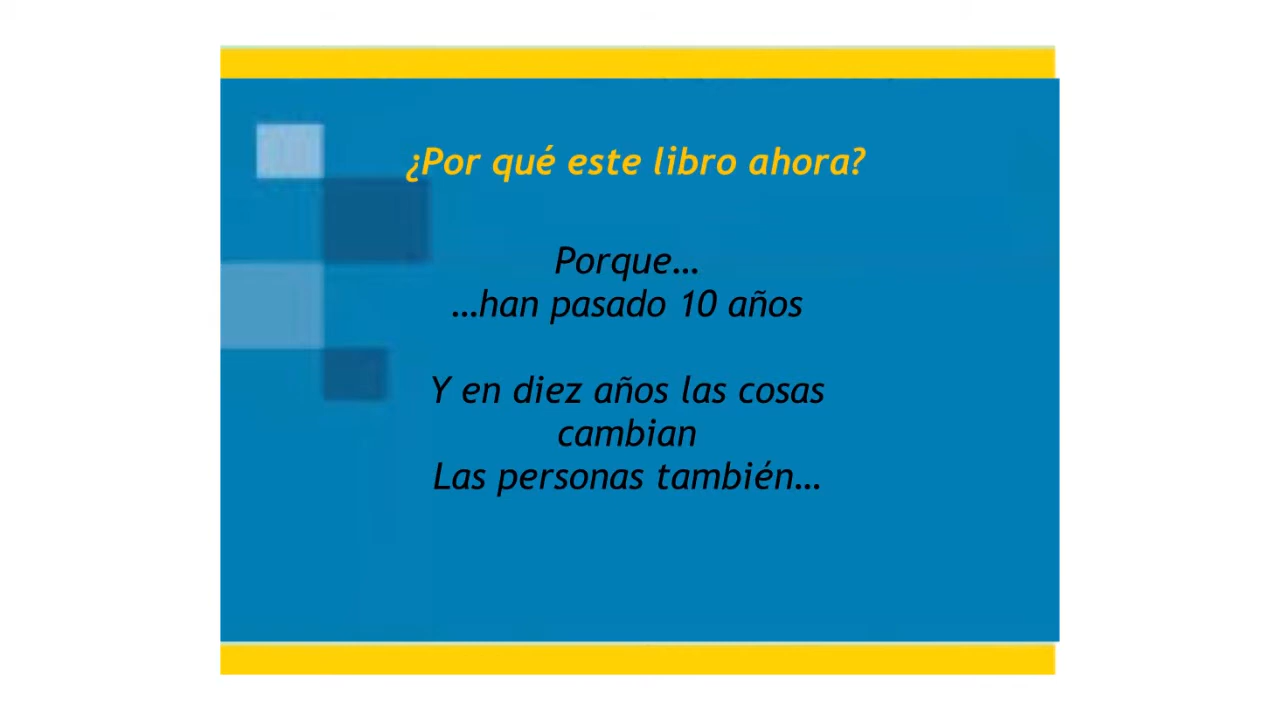 ¿Por qué este libro ahora?
Porque…
…han pasado 10 años
Y en diez años las cosas
cambian
Las personas también…